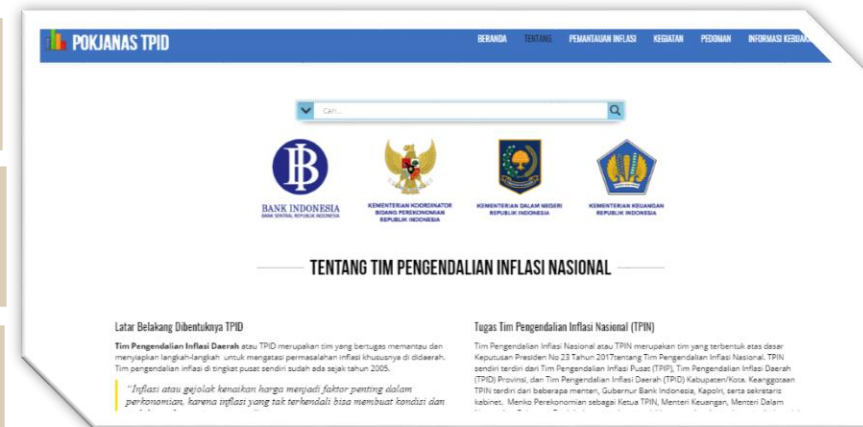 POKJANAS TPID
BERANDA TENTANG PEMANTAUAN INFLASI KEGIATAN PEDOMAN INFORMASI KEBIJAK
Cari...
BANK INDONESIA
BANK SENTRAL REPUBLIK INDONESIA
KEMENTERIAN KOORDINATOR
BIDANG PEREKONOMIAN
REPUBLIK INDONESIA
KEMENTERIAN DALAM NEGERI
REPUBLIK INDONESIA
KEMENTERIAN KEUANGAN
REPUBLIK INDONESIA
TENTANG TIM PENGENDALIAN INFLASI NASIONAL
Latar Belakang Dibentuknya TPID
Tim Pengendalian Inflasi Daerah atau TPID merupakan tim yang bertugas memantau dan
menyiapkan langkah-langkah untuk mengatasi permasalahan inflasi khususnya di didaerah.
Tim pengendalian inflasi di tingkat pusat sendiri sudah ada sejak tahun 2005.
"Inflasi atau gejolak kenaikan harga menjadi faktor penting dalam
perkonomian, karena inflasi yang tak terkendali bisa membuat kondisi dan
Tugas Tim Pengendalian Inflasi Nasional (TPIN)
Tim Pengendalian Inflasi Nasional atau TPIN merupakan tim yang terbentuk atas dasar
Keputusan Presiden No 23 Tahun 2017tentang Tim Pengendalian Inflasi Nasional. TPIN
sendiri terdiri dari Tim Pengendalian Inflasi Pusat (TPIP), Tim Pengendalian Inflasi Daerah
(TPID) Provinsi, dan Tim Pengendalian Inflasi Daerah (TPID) Kabupaten/Kota. Keanggotaan
TPIN terdiri dari beberapa menteri, Gubernur Bank Indonesia, Kapolri, serta sekretaris
kabinet. Menko Perekonomian sebagai Ketua TPIN, Menteri Keuangan, Menteri Dalam